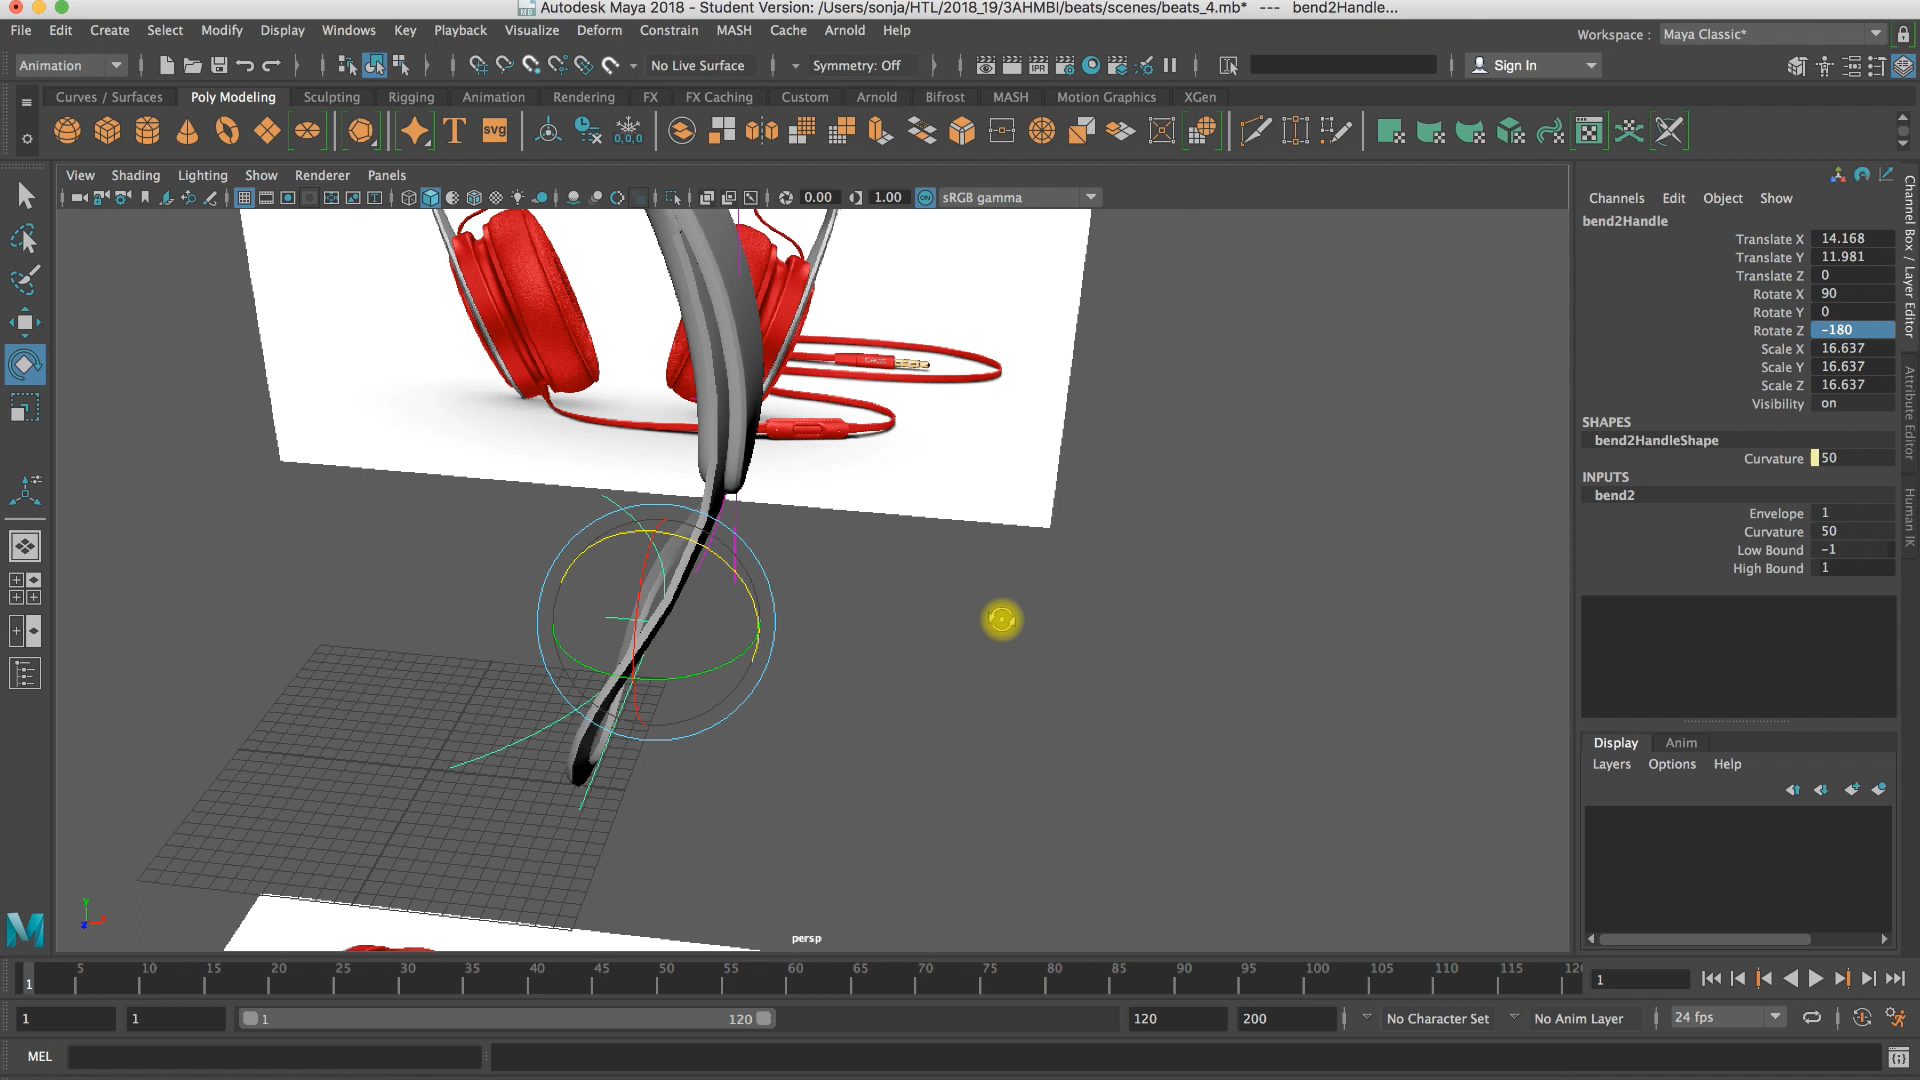 Autodesk Maya 2018 - Student Version: /Users/sonja/HTL/2018_19/3AHMBI/beats/scenes/beats_4.mb* --- bend2Handle...
File Edit Create Select Modify Display Windows Key Playback Visualize Deform Constrain MASH Cache Arnold Help
Workspace : Maya Classic*
Animation No Live Surface Symmetry: Off IPR Sign In
Curves / Surfaces Poly Modeling Sculpting Rigging Animation Rendering FX FX Caching Custom Arnold Bifrost MASH Motion Graphics XGen
T svg 0,0,0
View Shading Lighting Show Renderer Panels
0.00 1.00 ON sRGB gamma
Channels Edit Object Show
bend2Handle
Translate X 14.168
Translate Y 11.981
Translate Z 0
Rotate X 90
Rotate Y 0
Rotate Z -180
Scale X 16.637
Scale Y 16.637
Scale Z 16.637
Visibility on
SHAPES
bend2HandleShape
Curvature 50
INPUTS
bend2
Envelope 1
Curvature 50
Low Bound -1
High Bound 1
Channel Box / Layer Editor
Attribute Editor
Human IK
Display Anim
Layers Options Help
y
persp
5 10 15 20 25 30 35 40 45 50 55 60 65 70 75 80 85 90 95 100 105 110 115 12
1 1
1 1 1 120 120 200 No Character Set No Anim Layer 24 fps
MEL